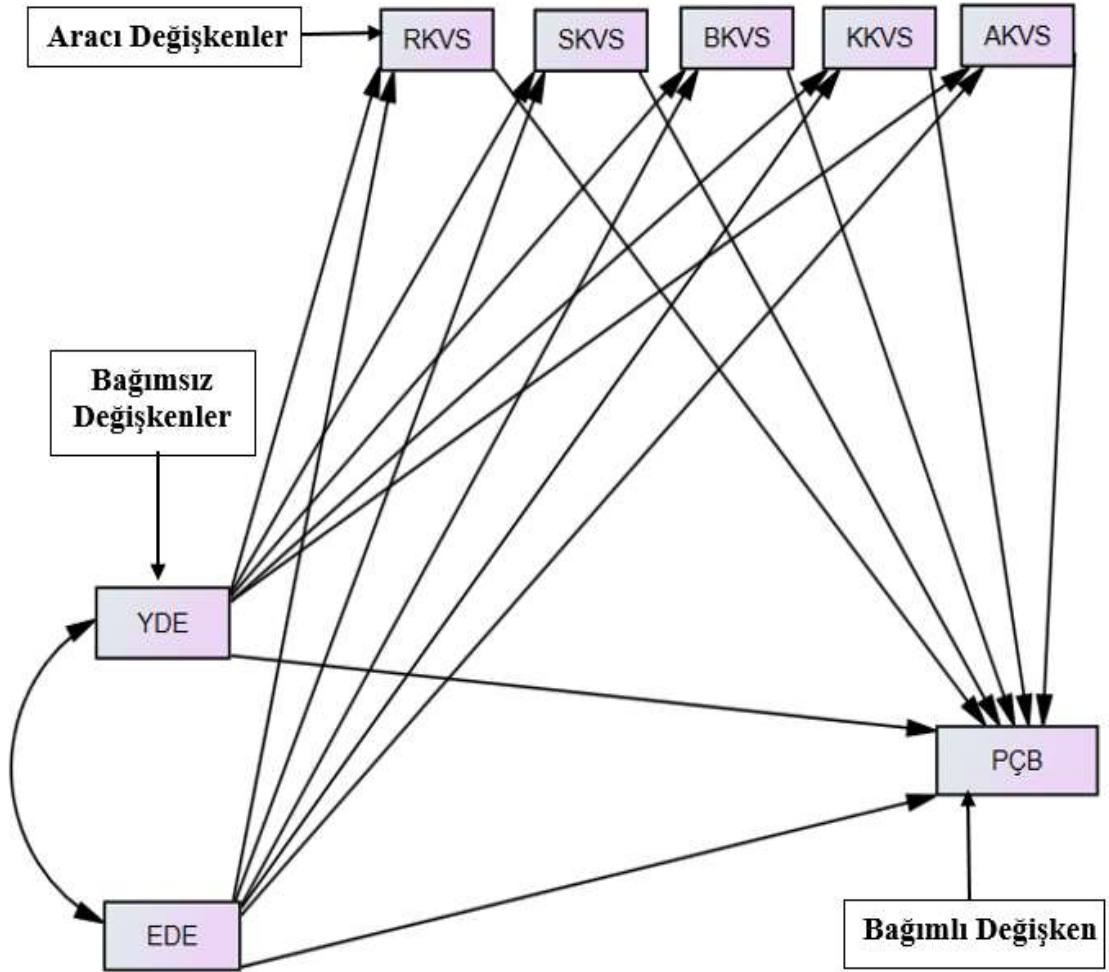 Aracı Değişkenler
RKVS
SKVS
BKVS
KKVS
AKVS
Bağımsız
Değişkenler
YDE
PÇB
EDE
Bağımlı Değişken